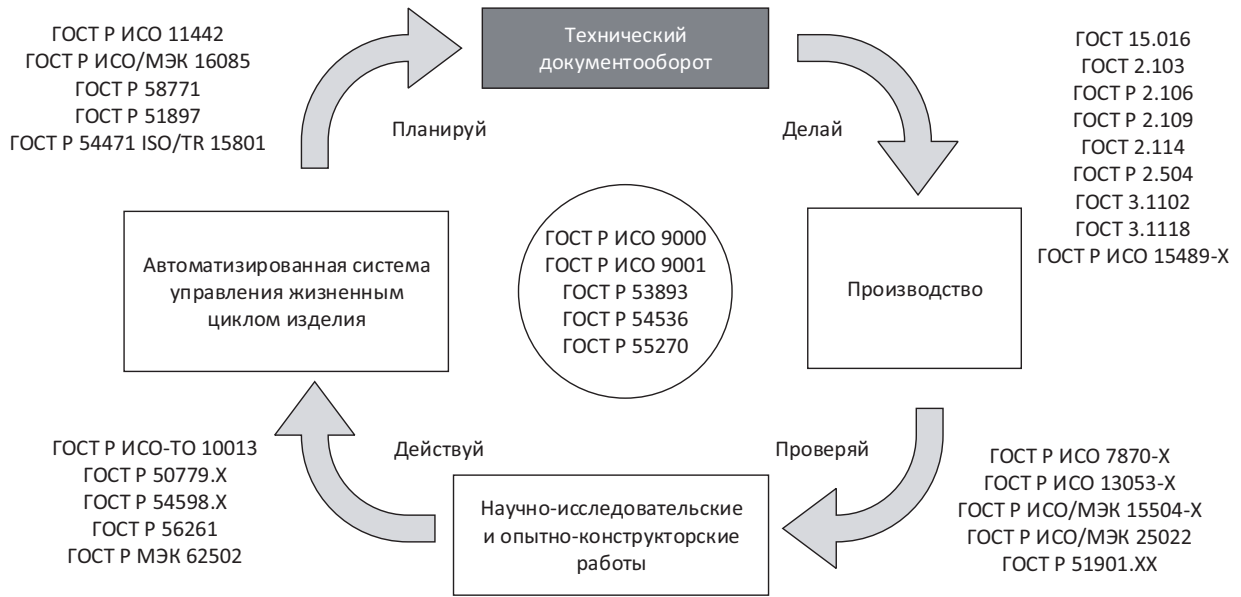 ГОСТ Р ИСО 11442
ГОСТ Р ИСО/МЭК 16085
ГОСТ Р 58771
ГОСТ Р 51897
ГОСТ Р 54471 ISO/TR 15801
Планируй
Технический
документооборот
Делай
ГОСТ 15.016
ГОСТ 2.103
ГОСТ Р 2.106
ГОСТ Р 2.109
ГОСТ 2.114
ГОСТ Р 2.504
ГОСТ 3.1102
ГОСТ 3.1118
ГОСТ Р ИСО 15489-X
Автоматизированная система
управления жизненным
циклом изделия
ГОСТ Р ИСО 9000
ГОСТ Р ИСО 9001
ГОСТ Р 53893
ГОСТ Р 54536
ГОСТ Р 55270
Производство
ГОСТ Р ИСО-ТО 10013
ГОСТ Р 50779.X
ГОСТ Р 54598.X
ГОСТ Р 56261
ГОСТ Р МЭК 62502
Действуй
Научно-исследовательские
и опытно-конструкторские
работы
Проверяй
ГОСТ Р ИСО 7870-X
ГОСТ Р ИСО 13053-X
ГОСТ Р ИСО/МЭК 15504-X
ГОСТ Р ИСО/МЭК 25022
ГОСТ Р 51901.XX